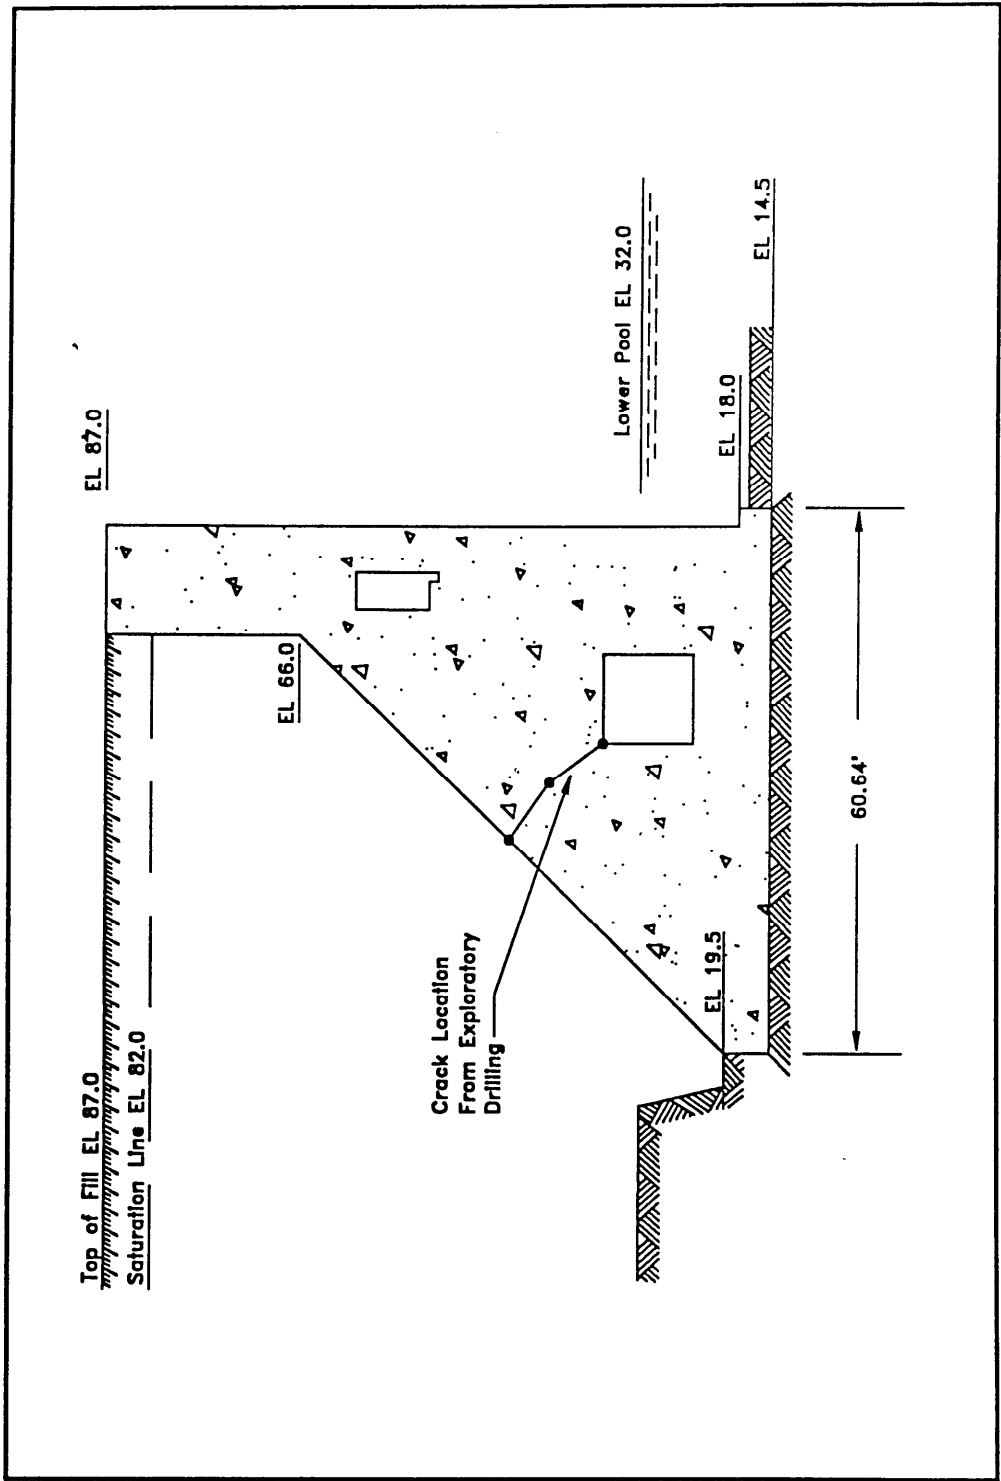 Top of Fill EL 87.0
Saturation Line EL 82.0
EL 87.0
EL 66.0
Crack Location
From Exploratory
Drilling
Lower Pool EL 32.0
EL 19.5
EL 18.0
EL 14.5
60.64'